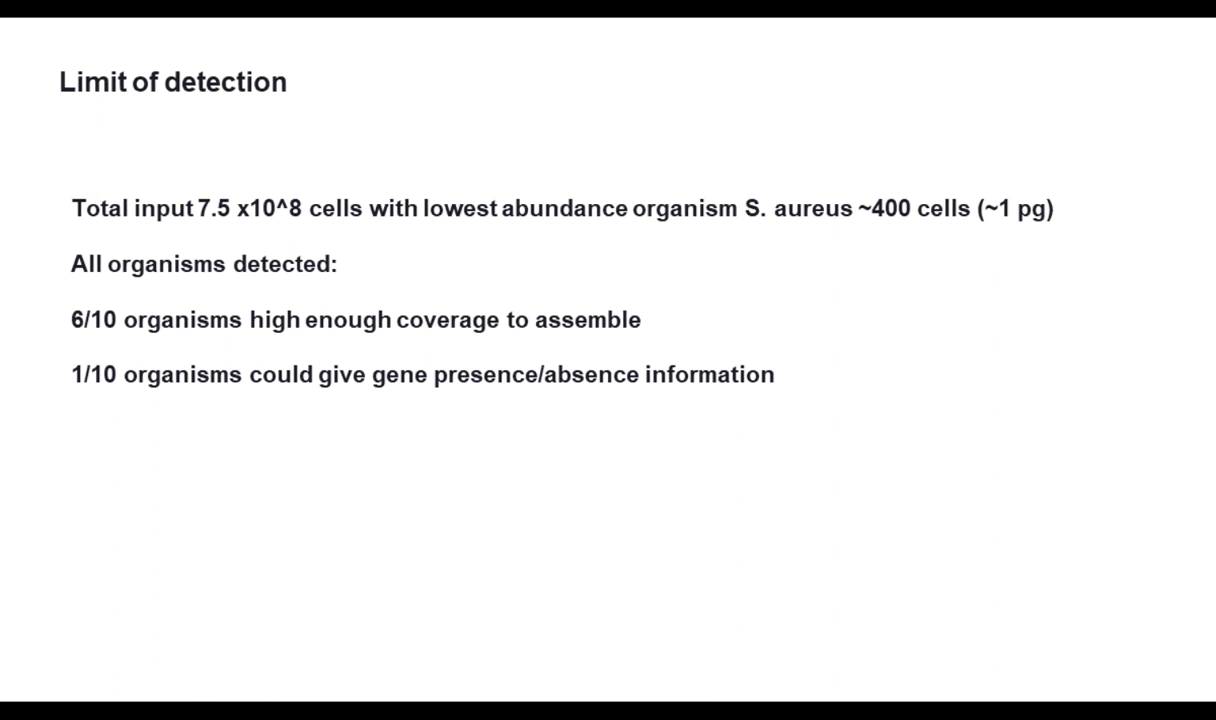 Limit of detection
Total input 7.5 x10^8 cells with lowest abundance organism S. aureus ~400 cells (~1 pg)
All organisms detected:
6/10 organisms high enough coverage to assemble
1/10 organisms could give gene presence/absence information